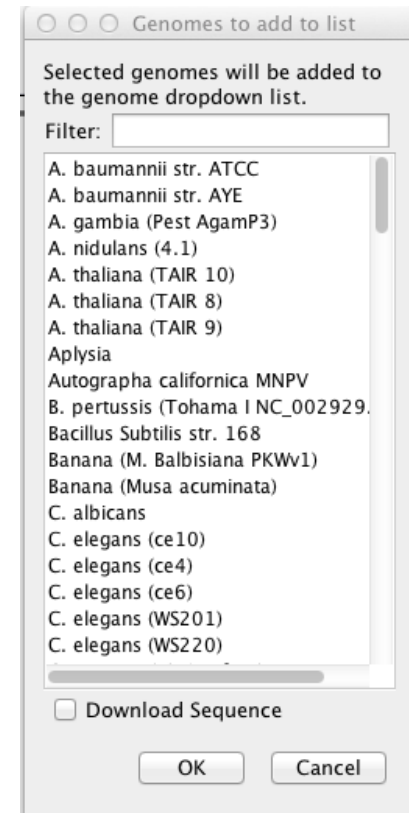 Genomes to add to list
Selected genomes will be added to
the genome dropdown list.
Filter:
A. baumannii str. ATCC
A. baumannii str. AYE
A. gambia (Pest AgamP3)
A. nidulans (4.1)
A. thaliana (TAIR 10)
A. thaliana (TAIR 8)
A. thaliana (TAIR 9)
Aplysia
Autographa californica MNPV
B. pertussis (Tohama I NC_002929.
Bacillus Subtilis str. 168
Banana (M. Balbisiana PKWv1)
Banana (Musa acuminata)
C. albicans
C. elegans (ce10)
C. elegans (ce4)
C. elegans (ce6)
C. elegans (WS201)
C. elegans (WS220)
Download Sequence
OK Cancel